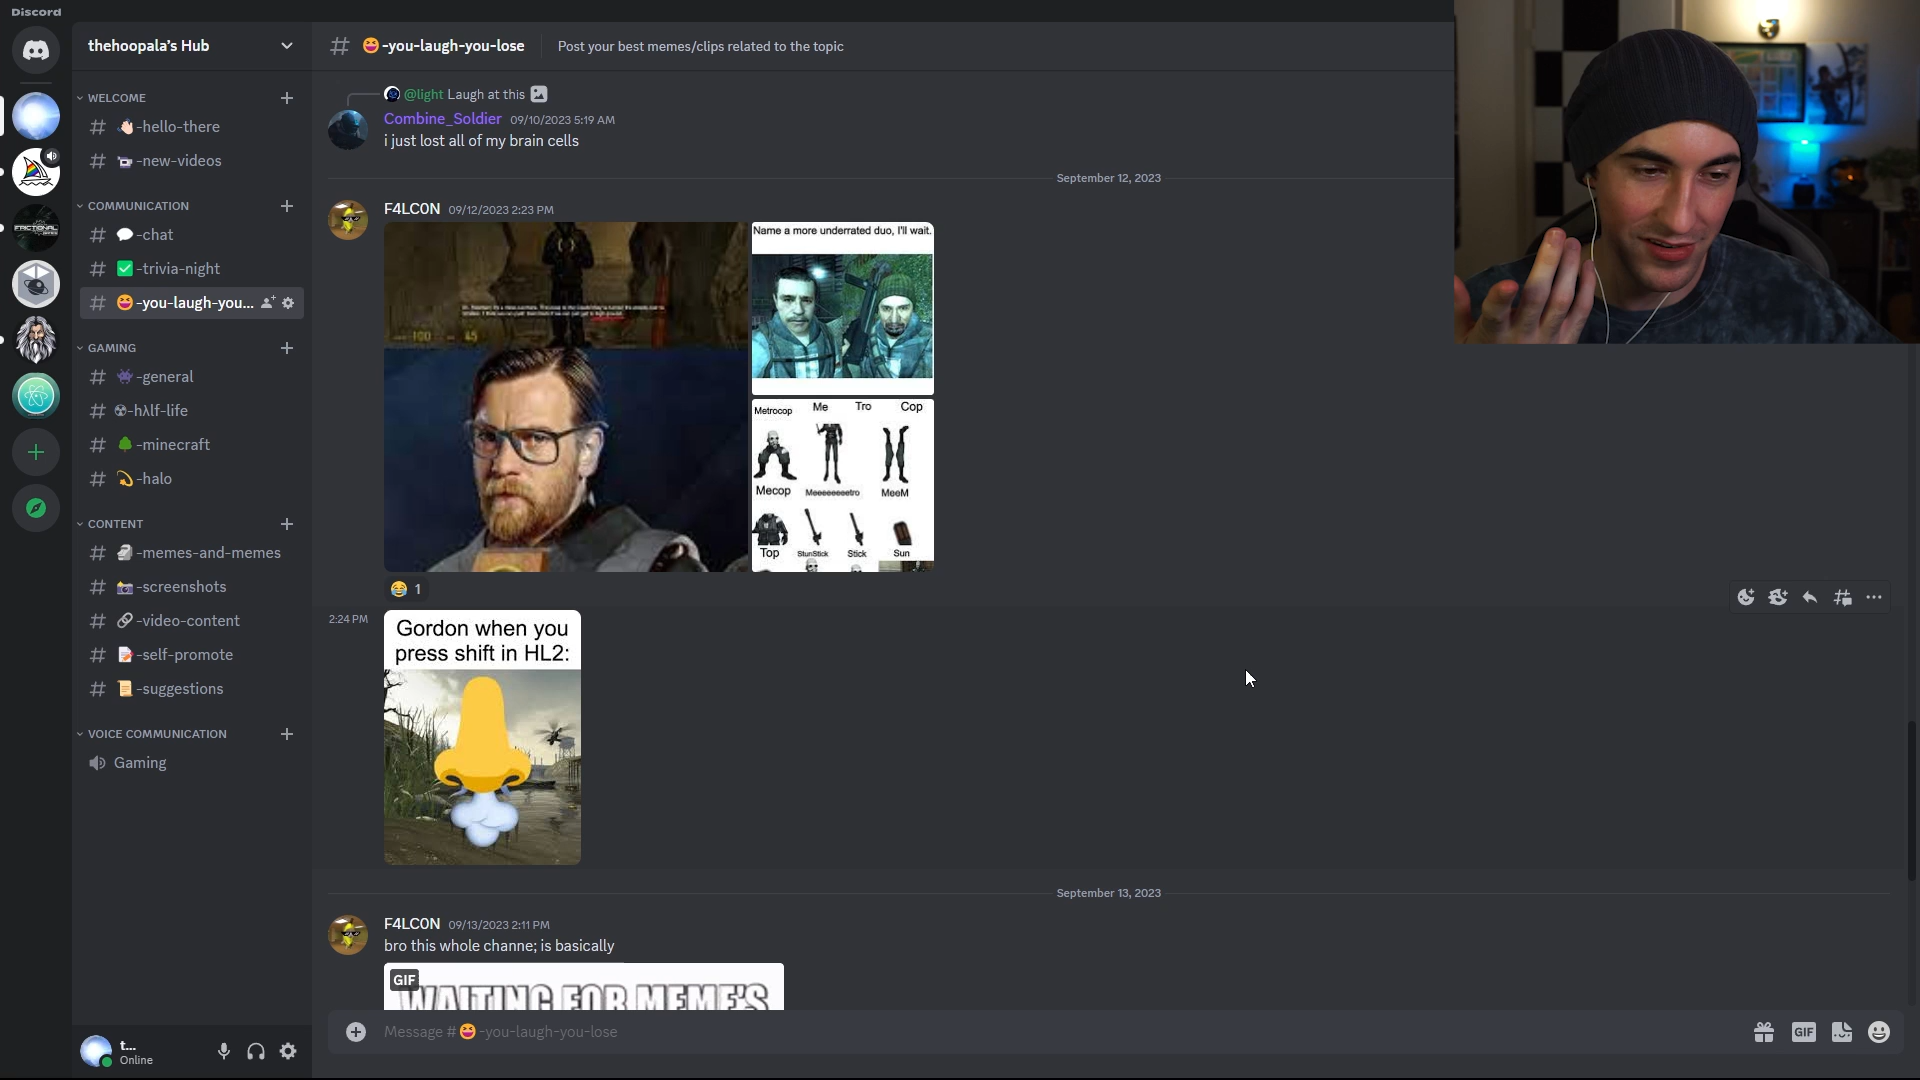 Discord
thehoopala's Hub
# 😆-you-laugh-you-lose
Post your best memes/clips related to the topic
WELCOME
# 👋🏻-hello-there
# 📹-new-videos
COMMUNICATION
# 💬-chat
# ✅-trivia-night
# 😆-you-laugh-you...
GAMING
# 👾-general
# ☢-hλlf-life
# 🌳-minecraft
# 💫-halo
CONTENT
# 🗿-memes-and-memes
# 📸-screenshots
# 🔗-video-content
# 📝-self-promote
# 📜-suggestions
VOICE COMMUNICATION
Gaming
t...
Online
FRICTIONAL
@light Laugh at this
Combine_Soldier 09/10/2023 5:19 AM
i just lost all of my brain cells
September 12, 2023
F4LC0N 09/12/2023 2:23 PM
Name a more underrated duo, I'll wait.
Metrocop Me Tro Cop
Mecop Meeeeeeeetro MeeM
Top StunStick Stick Sun
😂 1
2:24 PM
Gordon when you
press shift in HL2:
September 13, 2023
F4LC0N 09/13/2023 2:11 PM
bro this whole channe; is basically
GIF
WAITING FOR MEME'S
Message #😆-you-laugh-you-lose
GIF